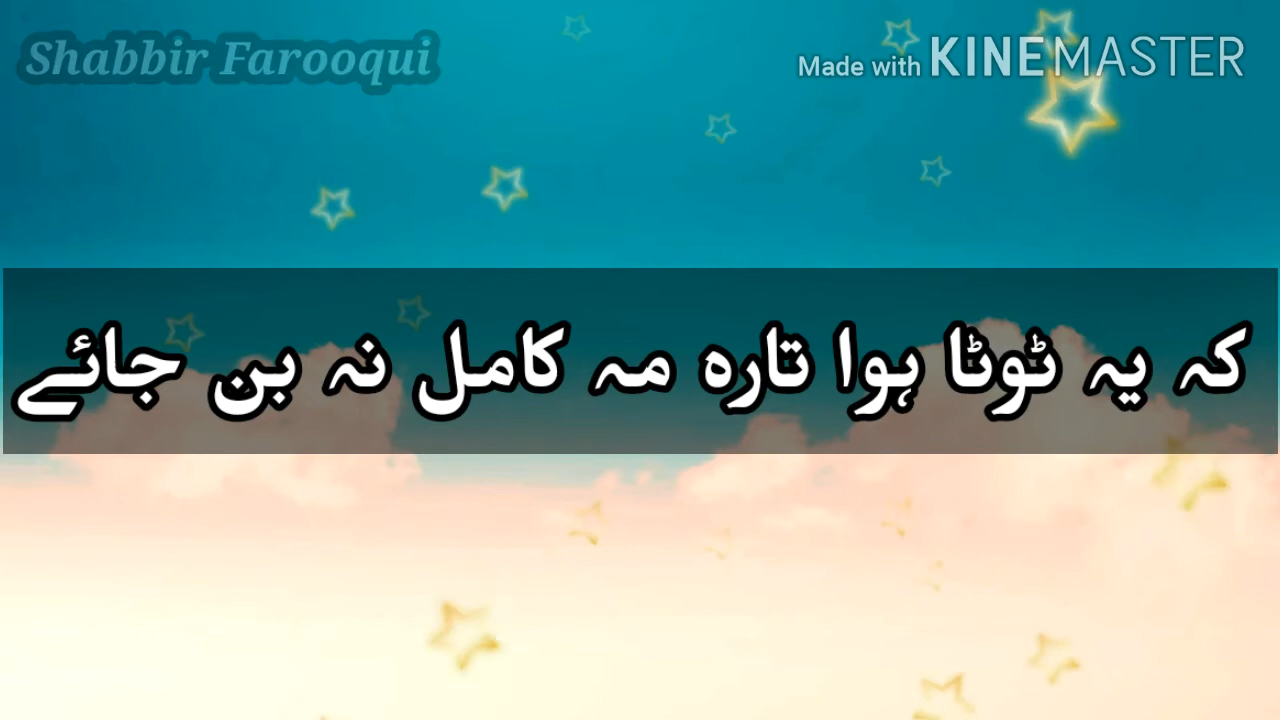 Shabbir Farooqui
Made with KINEMASTER
کہ یہ ٹوٹا ہوا تارہ مہ کامل نہ بن جائے